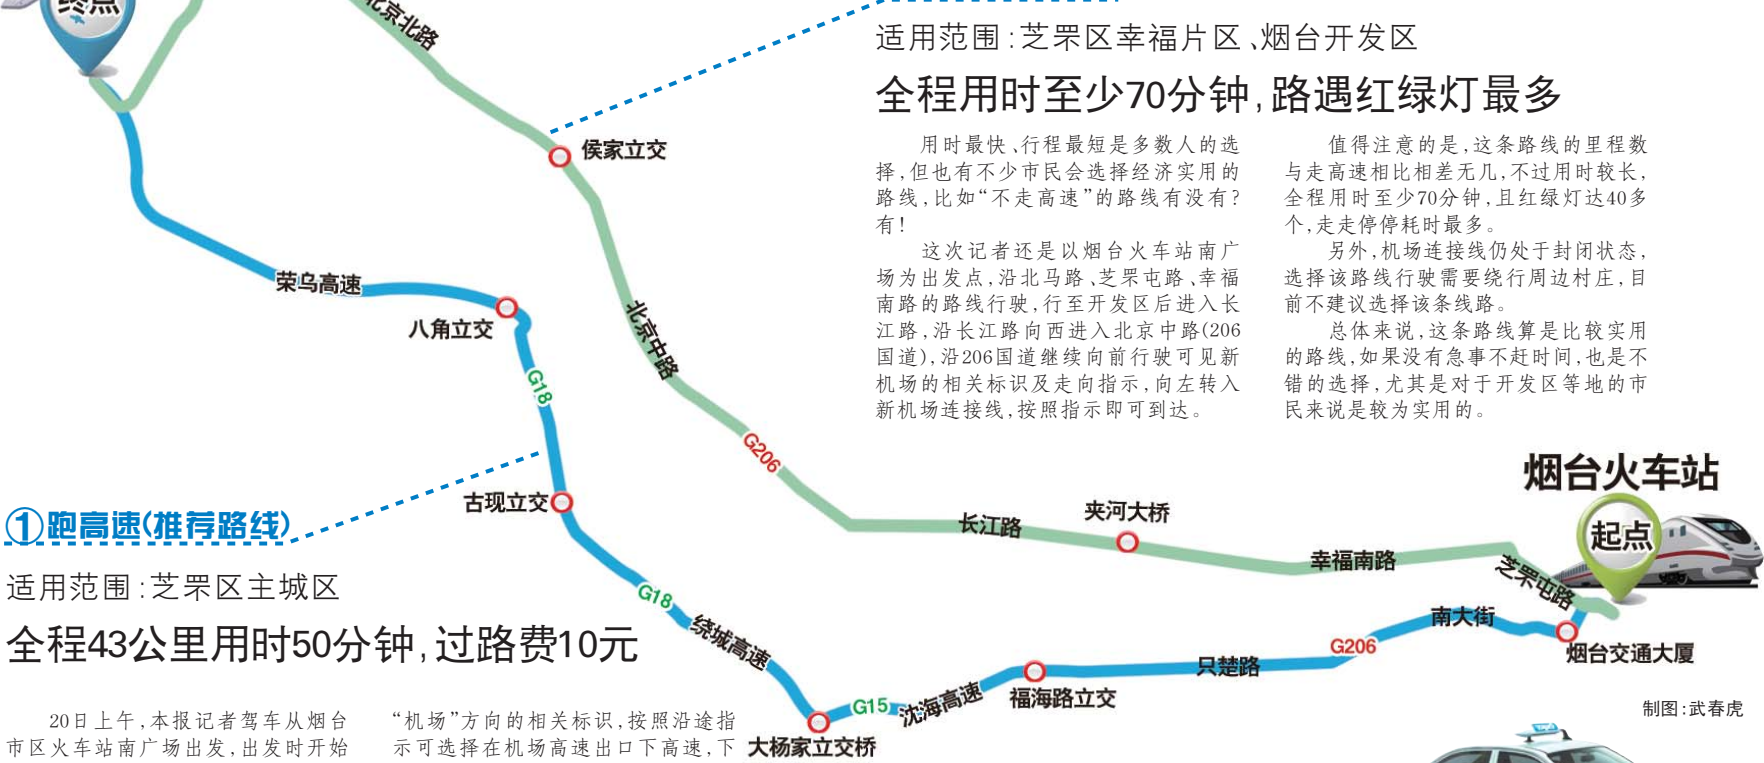 终点
北京北路
适用范围:芝罘区幸福片区、烟台开发区
全程用时至少70分钟,路遇红绿灯最多
用时最快、行程最短是多数人的选
择,但也有不少市民会选择经济实用的
路线,比如“不走高速”的路线有没有?
有!
这次记者还是以烟台火车站南广
场为出发点,沿北马路、芝罘屯路、幸福
南路的路线行驶,行至开发区后进入长
江路,沿长江路向西进入北京中路(206
国道),沿206国道继续向前行驶可见新
机场的相关标识及走向指示,向左转入
新机场连接线,按照指示即可到达。
值得注意的是,这条路线的里程数
与走高速相比相差无几,不过用时较长,
全程用时至少70分钟,且红绿灯达40多
个,走走停停耗时最多。
另外,机场连接线仍处于封闭状态,
选择该路线行驶需要绕行周边村庄,目
前不建议选择该条线路。
总体来说,这条路线算是比较实用
的路线,如果没有急事不赶时间,也是不
错的选择,尤其是对于开发区等地的市
民来说是较为实用的。
侯家立交
荣乌高速
八角立交
北京中路
G18
G206
古现立交
烟台火车站
起点
长江路
夹河大桥
幸福南路
芝罘屯路
①跑高速(推荐路线)
适用范围:芝罘区主城区
全程43公里用时50分钟,过路费10元
G18
绕城高速
南大街
G206
烟台交通大厦
只楚路
福海路立交
沈海高速
G15
大杨家立交桥
制图:武春虎
20日上午,本报记者驾车从烟台
市区火车站南广场出发,出发时开始
“机场”方向的相关标识,按照沿途指
示可选择在机场高速出口下高速,下